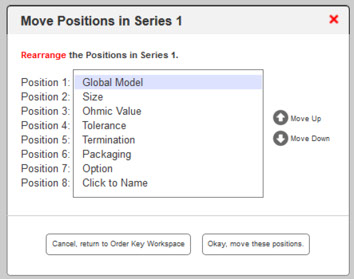 Move Positions in Series 1
Rearrange the Positions in Series 1.
Position 1: Global Model
Position 2: Size
Position 3: Ohmic Value
Position 4: Tolerance
Position 5: Termination
Position 6: Packaging
Position 7: Option
Position 8: Click to Name
Move Up
Move Down
Cancel, return to Order Key Workspace
Okay, move these positions.